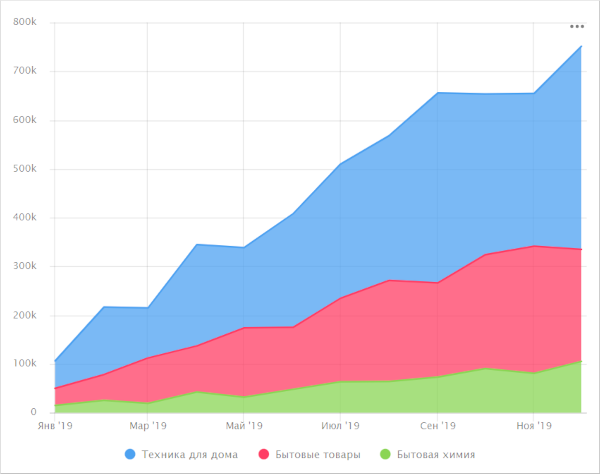 800k
700k
600k
500k
400k
300k
200k
100k
0
Янв '19 Мар '19 Май '19 Июл '19 Сен '19 Ноя '19
Техника для дома Бытовые товары Бытовая химия